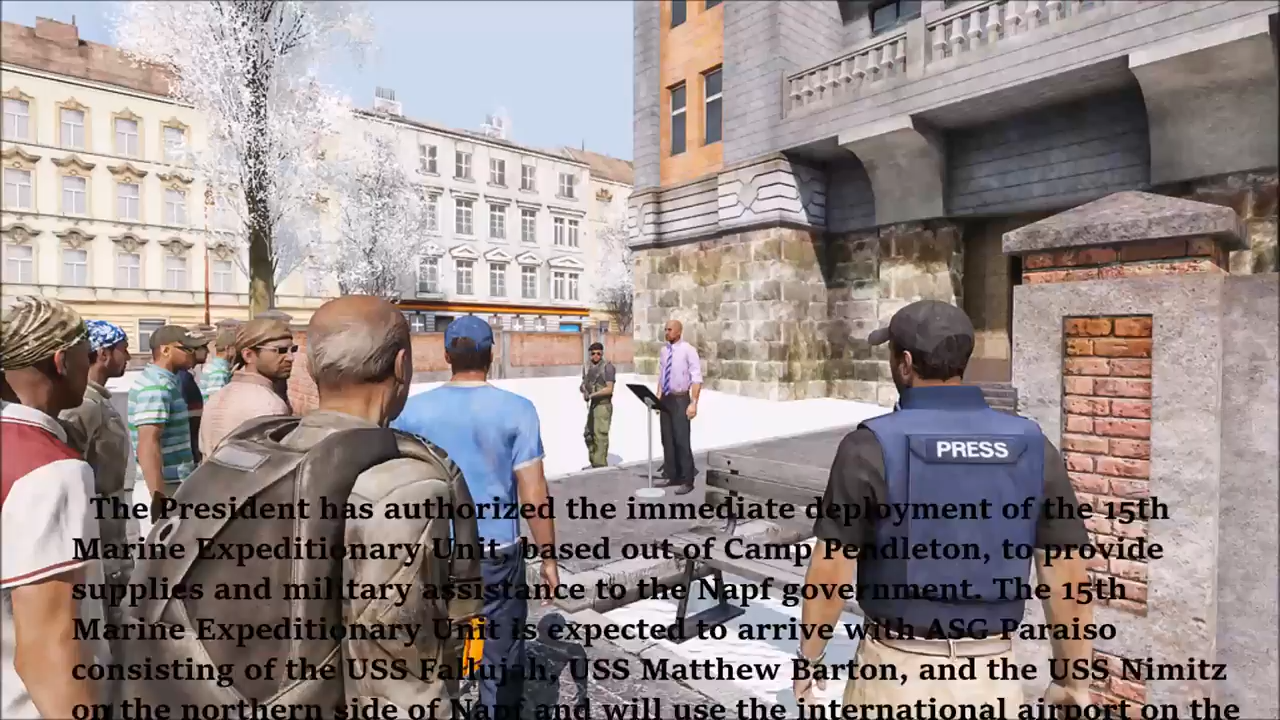 PRESS
The President has authorized the immediate deployment of the 15th
Marine Expeditionary Unit, based out of Camp Pendleton, to provide
supplies and military assistance to the Napf government. The 15th
Marine Expeditionary Unit is expected to arrive with ASG Paraiso
consisting of the USS Fallujah, USS Matthew Barton, and the USS Nimitz
on the northern side of Napf and will use the international airport on the